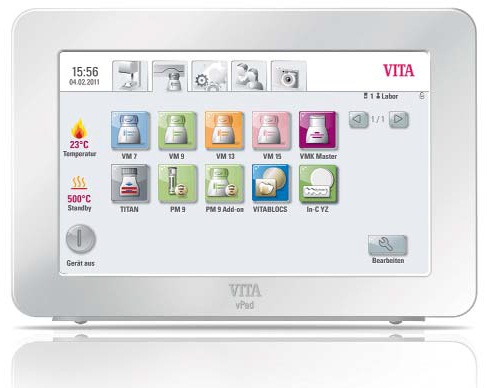 15:56
04.02.2011
VITA
1 Labor
23°C
Temperatur
VM 7
VM 9
VM 13
VM 15
VMK Master
1/1
500°C
Standby
TITAN
PM 9
PM 9 Add-on
VITABLOCS
In-C YZ
Gerät aus
Bearbeiten
VITA
vPad